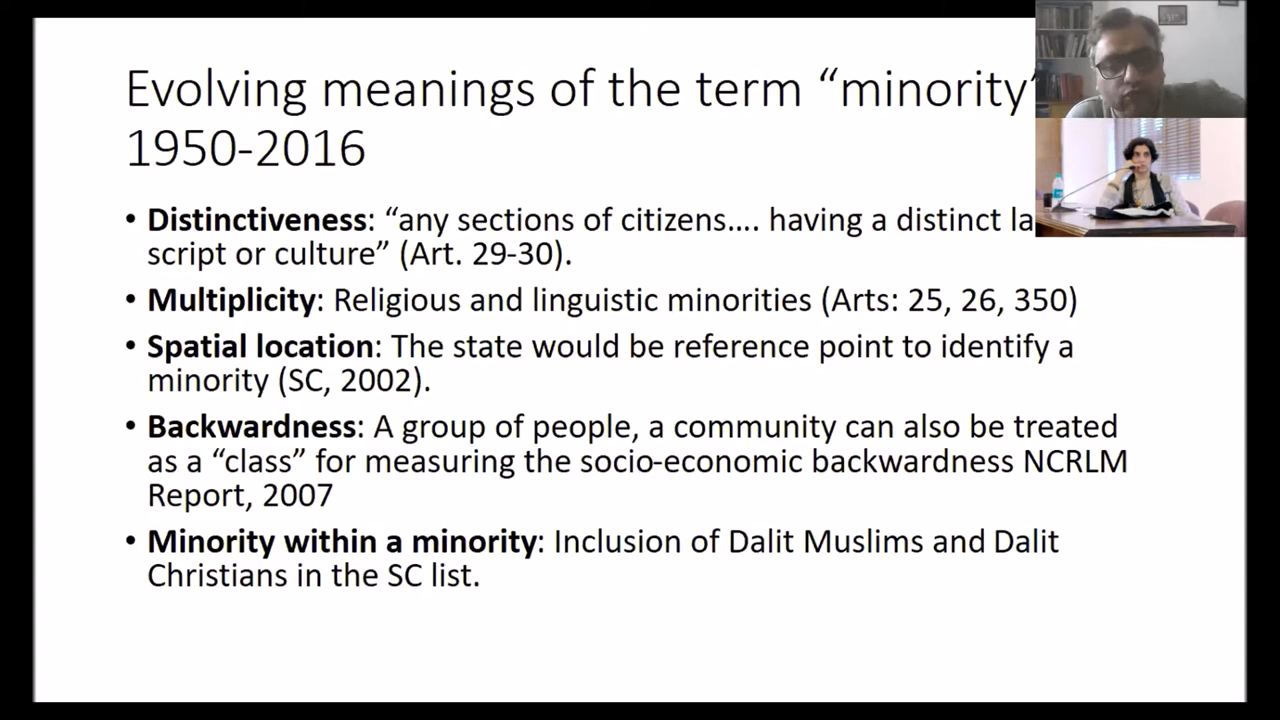 Evolving meanings of the term “minority”
1950-2016
• Distinctiveness: “any sections of citizens…. having a distinct
script or culture” (Art. 29-30).
• Multiplicity: Religious and linguistic minorities (Arts: 25, 26, 350)
• Spatial location: The state would be reference point to identify a
minority (SC, 2002).
• Backwardness: A group of people, a community can also be treated
as a “class” for measuring the socio-economic backwardness NCRLM
Report, 2007
• Minority within a minority: Inclusion of Dalit Muslims and Dalit
Christians in the SC list.